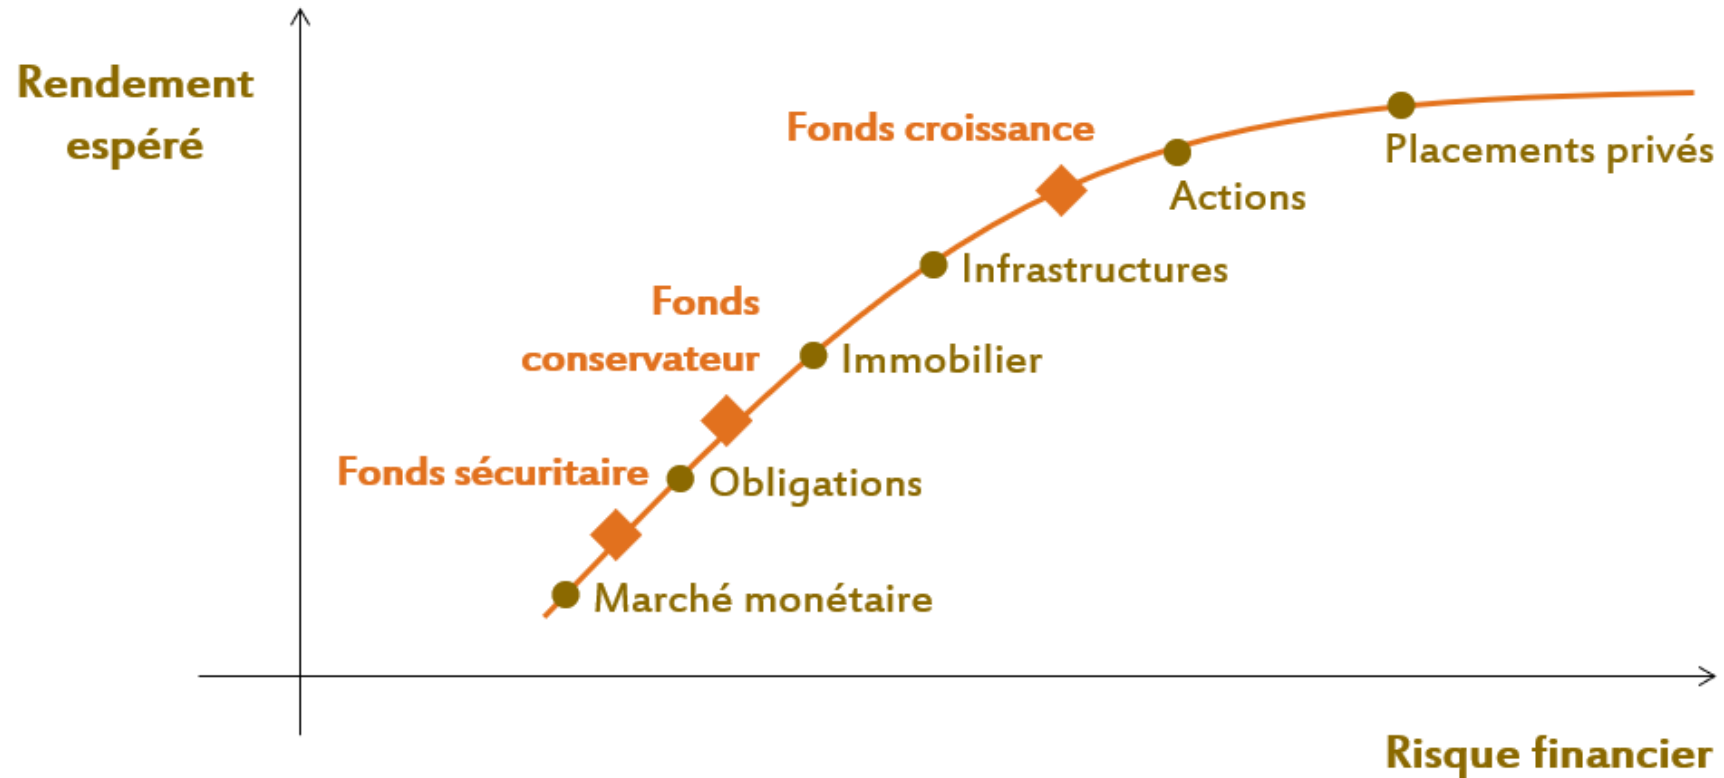 Rendement
espéré
Fonds croissance
Placements privés
Actions
Infrastructures
Fonds
conservateur
Immobilier
Fonds sécuritaire
Obligations
Marché monétaire
Risque financier